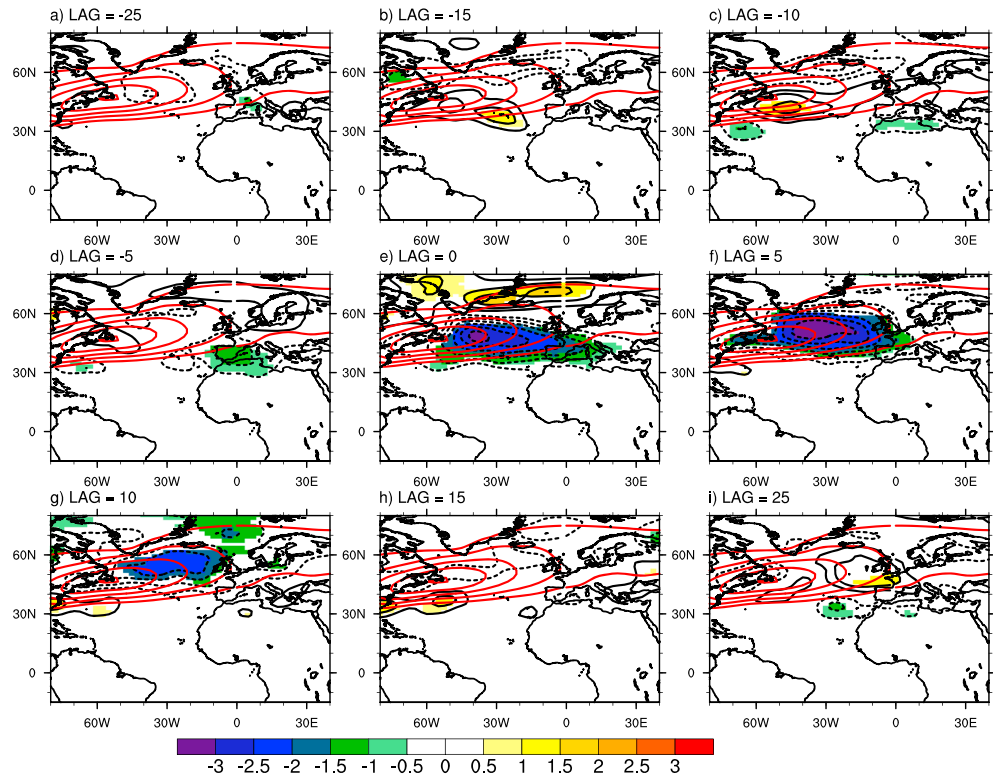 a) LAG = -25
b) LAG = -15
c) LAG = -10
60N
30N
0
60W 30W 0 30E
60N
30N
0
60W 30W 0 30E
60N
30N
0
60W 30W 0 30E
d) LAG = -5
e) LAG = 0
f) LAG = 5
60N
30N
0
60W 30W 0 30E
60N
30N
0
60W 30W 0 30E
60N
30N
0
60W 30W 0 30E
g) LAG = 10
h) LAG = 15
i) LAG = 25
60N
30N
0
60W 30W 0 30E
60N
30N
0
60W 30W 0 30E
60N
30N
0
60W 30W 0 30E
-3 -2.5 -2 -1.5 -1 -0.5 0 0.5 1 1.5 2 2.5 3